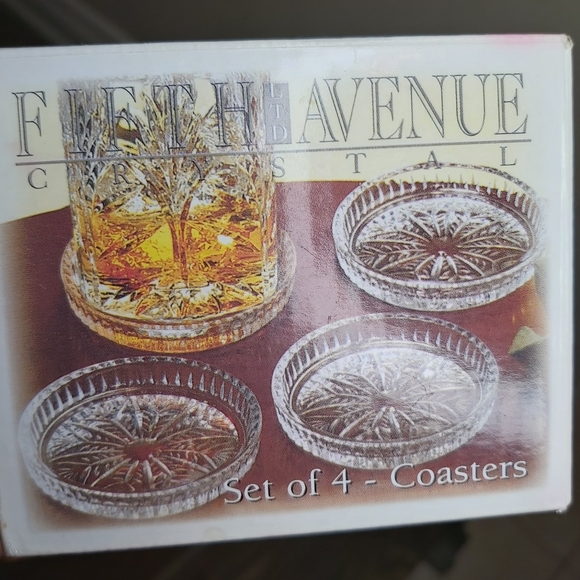 FIFTH LTD AVENUE
CRYSTAL
Set of 4 - Coasters